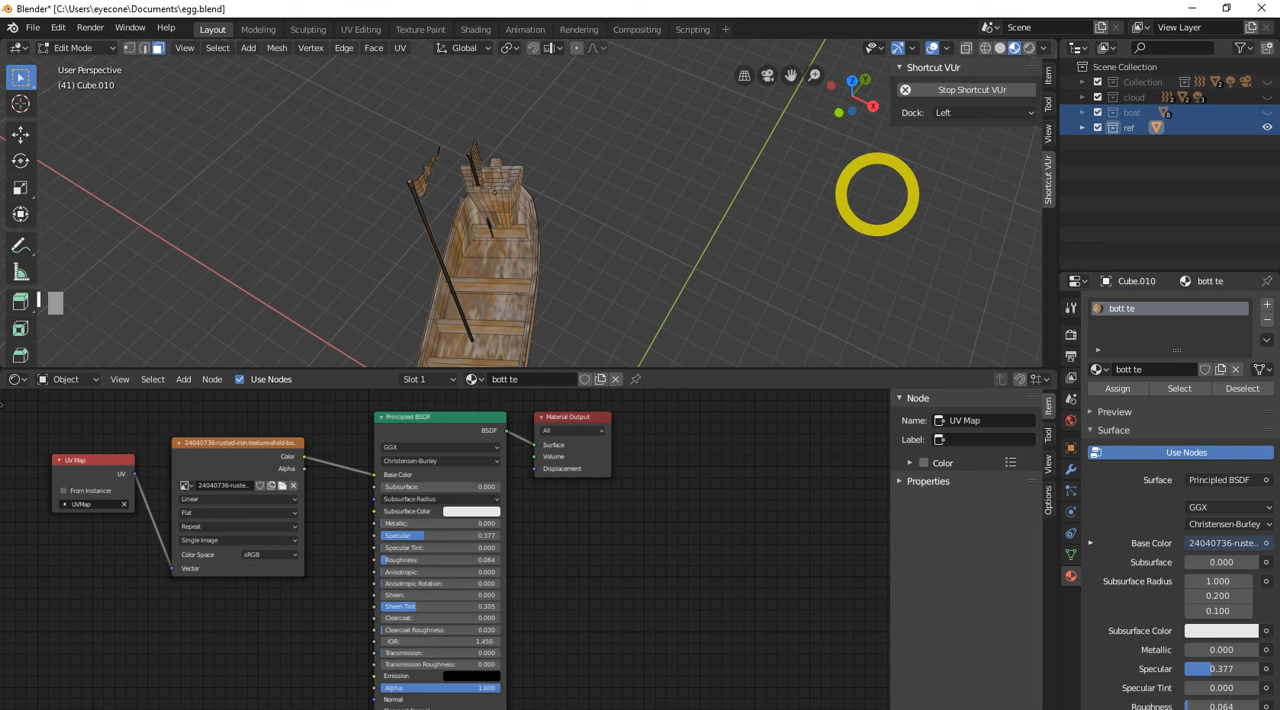 Blender* [C:\Users\eyecone\Documents\egg.blend]
File Edit Render Window Help Layout Modeling Sculpting UV Editing Texture Paint Shading Animation Rendering Compositing Scripting + Scene View Layer
Edit Mode View Select Add Mesh Vertex Edge Face UV Global
User Perspective
(41) Cube.010
Shortcut VUr
Stop Shortcut VUr
Dock: Left
Item
Tool
View
Shortcut VUr
Z
Y
X
Scene Collection
Collection 2
cloud 2 2 3
boat 8
ref
Object View Select Add Node Use Nodes Slot 1 bott te
UV Map
UV
From Instancer
UVMap
24040736-rusted-iron-texture-of-old-bo..
Color
Alpha
24040736-ruste..
Linear
Flat
Repeat
Single Image
Color Space sRGB
Vector
Principled BSDF
BSDF
GGX
Christensen-Burley
Base Color
Subsurface: 0.000
Subsurface Radius
Subsurface Color
Metallic: 0.000
Specular: 0.377
Specular Tint: 0.000
Roughness: 0.064
Anisotropic: 0.000
Anisotropic Rotation: 0.000
Sheen: 0.000
Sheen Tint: 0.305
Clearcoat: 0.000
Clearcoat Roughness: 0.030
IOR: 1.450
Transmission: 0.000
Transmission Roughness: 0.000
Emission
Alpha: 1.000
Normal
Material Output
All
Surface
Volume
Displacement
Node
Name: UV Map
Label:
Color
Properties
Item
Tool
View
Options
Cube.010 bott te
bott te
bott te
Assign Select Deselect
Preview
Surface
Use Nodes
Surface Principled BSDF
GGX
Christensen-Burley
Base Color 24040736-ruste..
Subsurface 0.000
Subsurface Radius 1.000
0.200
0.100
Subsurface Color
Metallic 0.000
Specular 0.377
Specular Tint 0.000
Roughness 0.064